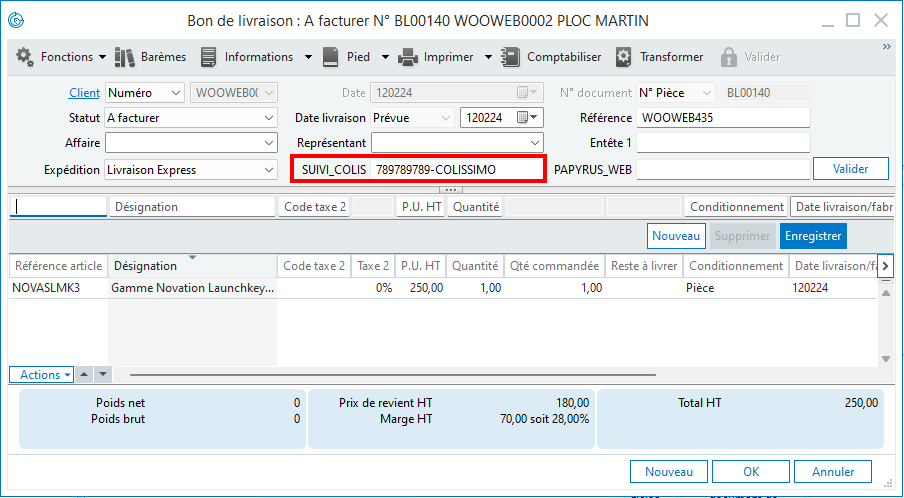 Bon de livraison : A facturer N° BL00140 WOOWEB0002 PLOC MARTIN
Fonctions Barèmes Informations Pied Imprimer Comptabiliser Transformer Valider
Client Numéro WOOWEB00 Date 120224 N° document N° Pièce BL00140
Statut A facturer Date livraison Prévue 120224 Référence WOOWEB435
Affaire Représentant Entête 1
Expédition Livraison Express SUIVI_COLIS 789789789-COLISSIMO PAPYRUS_WEB Valider
Désignation Code taxe 2 P.U. HT Quantité Conditionnement Date livraison/fabr
Nouveau Supprimer Enregistrer
Référence article Désignation Code taxe 2 Taxe 2 P.U. HT Quantité Qté commandée Reste à livrer Conditionnement Date livraison/fa
NOVASLMK3 Gamme Novation Launchkey... 0% 250,00 1,00 1,00 Pièce 120224
Actions
Poids net 0 Prix de revient HT 180,00 Total HT 250,00
Poids brut 0 Marge HT 70,00 soit 28,00%
Nouveau OK Annuler